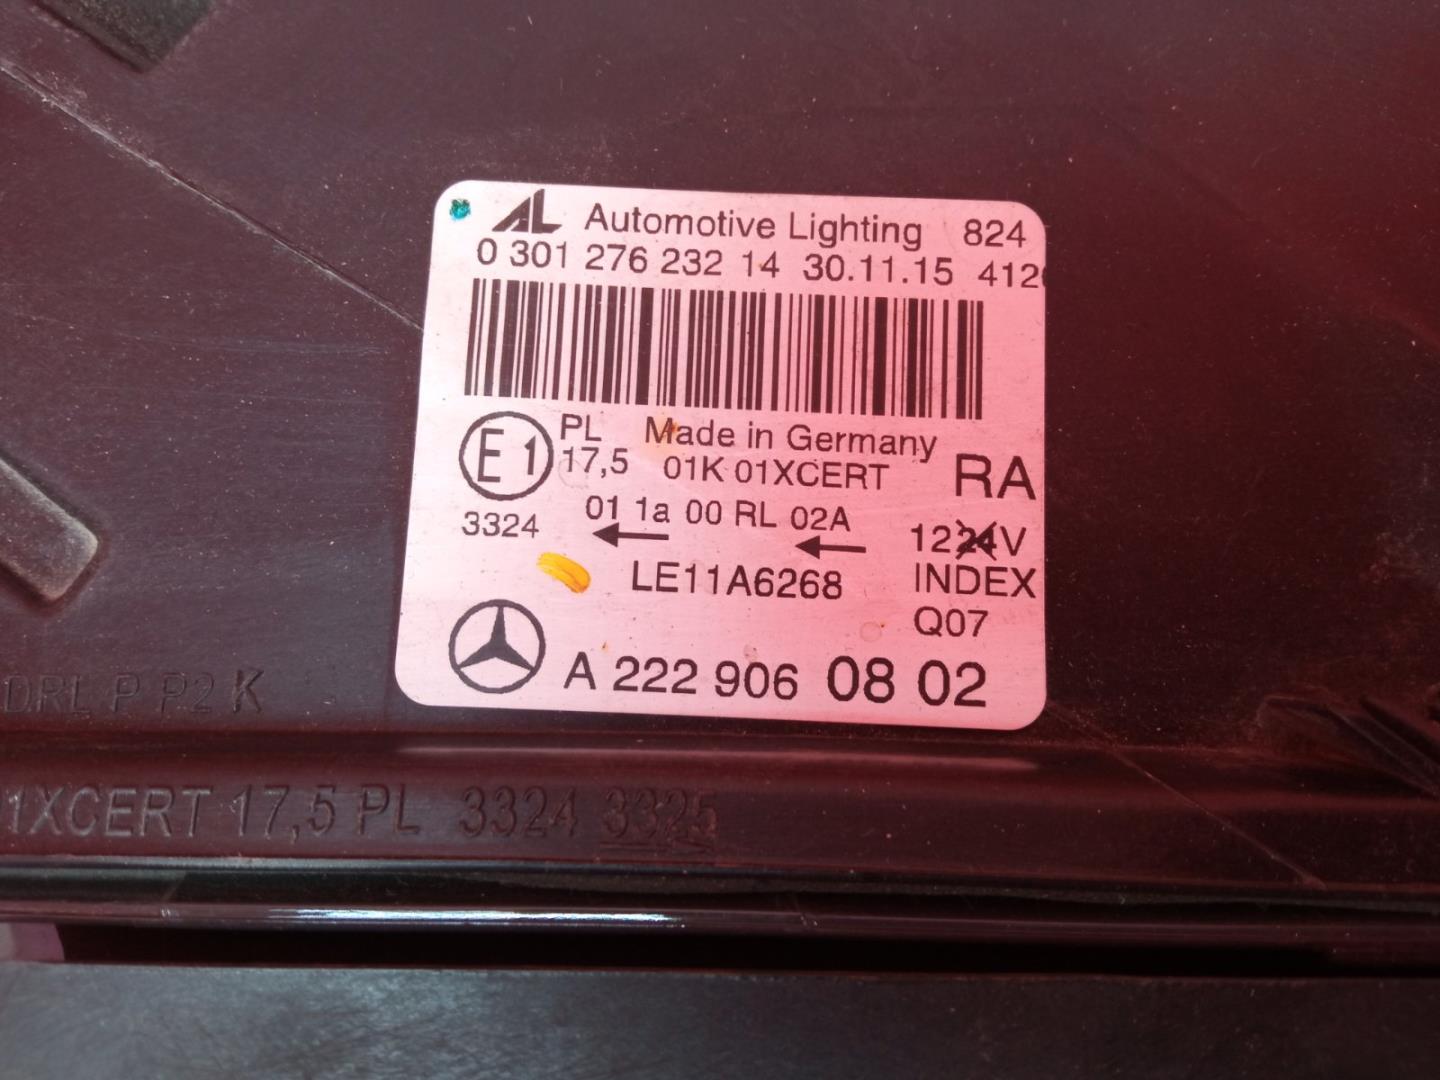 AL Automotive Lighting 824
0 301 276 232 14 30.11.15 412
E1 PL 17,5 Made in Germany
01K 01XCERT RA
3324 01 1a 00 RL 02A
1224V
LE11A6268 INDEX
Q07
A 222 906 08 02
DRL P P2 K
1XCERT 17,5 PL 3324 3325